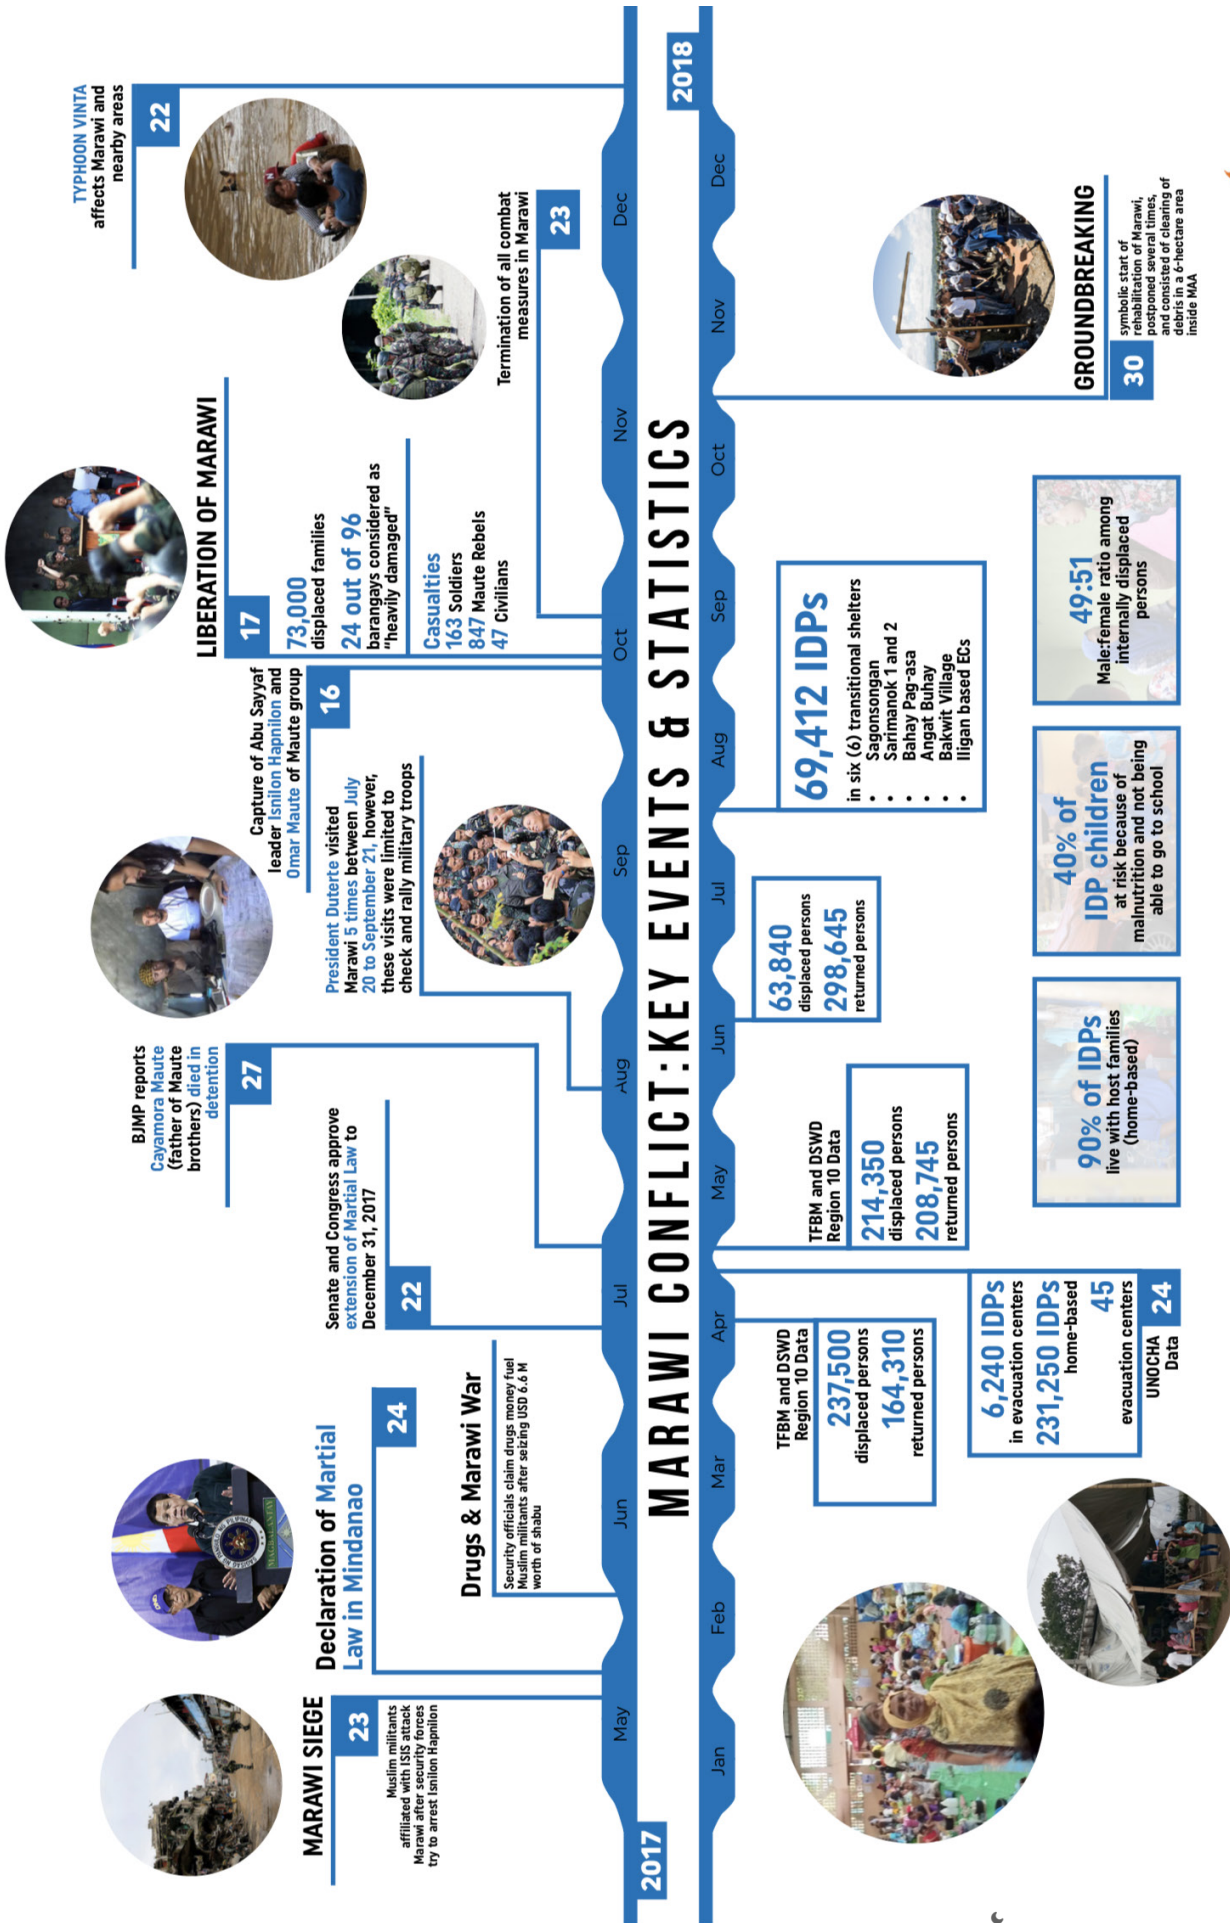 2017
May
Jun
Jul
Aug
Sep
Oct
Nov
Dec
MARAWI SIEGE
23
Muslim militants
affiliated with ISIS attack
Marawi after security forces
try to arrest Isnilon Hapnilon
Declaration of Martial
Law in Mindanao
24
Drugs & Marawi War
Security officials claim drugs money fuel
Muslim militants after seizing USD 6.6 M
worth of shabu
Senate and Congress approve
extension of Martial Law to
December 31, 2017
22
BJMP reports
Cayamora Maute
(father of Maute
brothers) died in
detention
27
President Duterte visited
Marawi 5 times between July
20 to September 21, however,
these visits were limited to
check and rally military troops
Capture of Abu Sayyaf
leader Isnilon Hapnilon and
Omar Maute of Maute group
16
LIBERATION OF MARAWI
17
73,000
displaced families
24 out of 96
barangays considered as
"heavily damaged"
Casualties
163 Soldiers
847 Maute Rebels
47 Civilians
Termination of all combat
measures in Marawi
23
TYPHOON VINTA
affects Marawi and
nearby areas
22
MARAWI CONFLICT: KEY EVENTS & STATISTICS
2018
Jan
Feb
Mar
Apr
May
Jun
Jul
Aug
Sep
Oct
Nov
Dec
TFBM and DSWD
Region 10 Data
237,500
displaced persons
164,310
returned persons
6,240 IDPs
in evacuation centers
231,250 IDPs
home-based
45
evacuation centers
UNOCHA
Data
24
TFBM and DSWD
Region 10 Data
214,350
displaced persons
208,745
returned persons
63,840
displaced persons
298,645
returned persons
69,412 IDPs
in six (6) transitional shelters
• Sagonsongan
• Sarimanok 1 and 2
• Bahay Pag-asa
• Angat Buhay
• Bakwit Village
• Iligan based ECs
GROUNDBREAKING
30
symbolic start of
rehabilitation of Marawi,
postponed several times,
and consisted of clearing of
debris in a 6-hectare area
inside MAA
90% of IDPs
live with host families
(home-based)
40% of
IDP children
at risk because of
malnutrition and not being
able to go to school
49:51
Male:female ratio among
internally displaced
persons